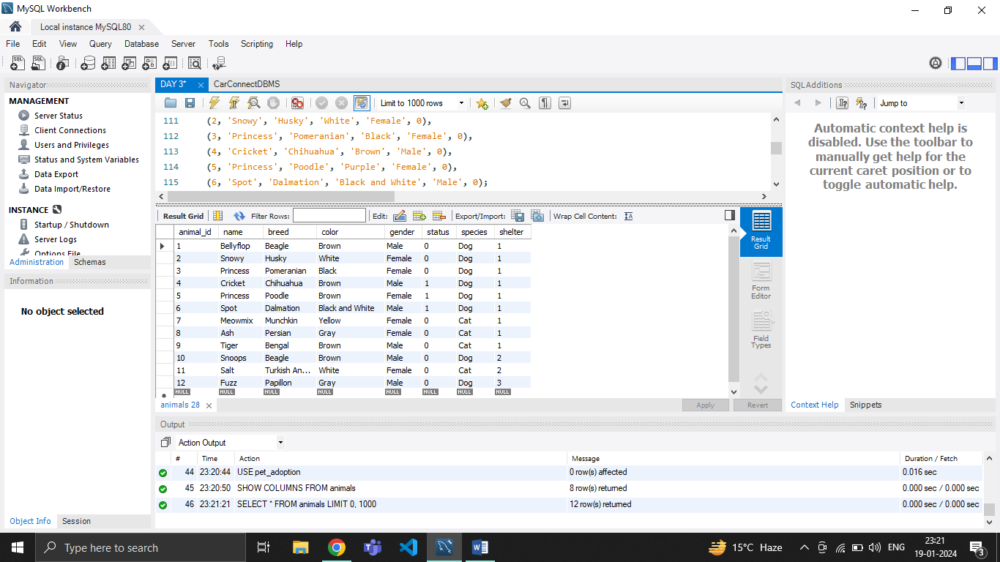 MySQL Workbench
Local instance MySQL80
File Edit View Query Database Server Tools Scripting Help
Navigator
MANAGEMENT
Server Status
Client Connections
Users and Privileges
Status and System Variables
Data Export
Data Import/Restore
INSTANCE
Startup / Shutdown
Server Logs
Options File
Administration Schemas
Information
No object selected
Object Info Session
DAY 3* CarConnectDBMS
Limit to 1000 rows
111 (2, 'Snowy', 'Husky', 'White', 'Female', 0),
112 (3, 'Princess', 'Pomeranian', 'Black', 'Female', 0),
113 (4, 'Cricket', 'Chihuahua', 'Brown', 'Male', 0),
114 (5, 'Princess', 'Poodle', 'Purple', 'Female', 0),
115 (6, 'Spot', 'Dalmation', 'Black and White', 'Male', 0);
Result Grid Filter Rows: Edit: Export/Import: Wrap Cell Content:
animal_id name breed color gender status species shelter
1 Bellyflop Beagle Brown Male 0 Dog 1
2 Snowy Husky White Female 0 Dog 1
3 Princess Pomeranian Black Female 0 Dog 1
4 Cricket Chihuahua Brown Male 1 Dog 1
5 Princess Poodle Brown Female 1 Dog 1
6 Spot Dalmation Black and White Male 1 Dog 1
7 Meowmix Munchkin Yellow Female 0 Cat 1
8 Ash Persian Gray Female 0 Cat 1
9 Tiger Bengal Brown Male 0 Cat 1
10 Snoops Beagle Brown Male 0 Dog 2
11 Salt Turkish An... White Female 0 Cat 2
12 Fuzz Papillon Gray Male 0 Dog 3
NULL NULL NULL NULL NULL NULL NULL NULL
Result
Grid
Form
Editor
Field
Types
animals 28
Apply Revert
SQLAdditions
Jump to
Automatic context help is
disabled. Use the toolbar to
manually get help for the
current caret position or to
toggle automatic help.
Context Help Snippets
Output
Action Output
# Time Action Message Duration / Fetch
44 23:20:44 USE pet_adoption 0 row(s) affected 0.016 sec
45 23:20:50 SHOW COLUMNS FROM animals 8 row(s) returned 0.000 sec / 0.000 sec
46 23:21:21 SELECT * FROM animals LIMIT 0, 1000 12 row(s) returned 0.000 sec / 0.000 sec
Type here to search
15°C Haze
ENG
23:21
19-01-2024
3